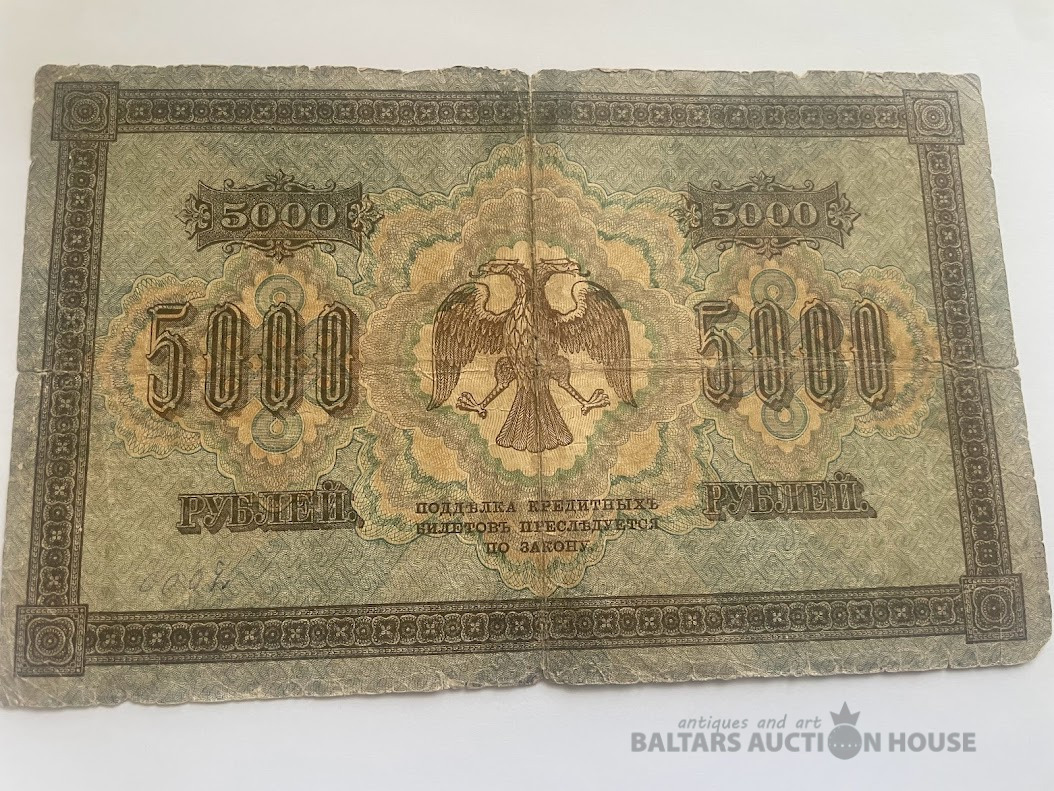 5000 5000
5000 5000
РУБЛЕЙ. РУБЛЕЙ.
ПОДДѢЛКА КРЕДИТНЫХЪ
БИЛЕТОВЪ ПРЕСЛѢДУЕТСЯ
ПО ЗАКОНУ.
antiques and art
BALTARS AUCTION HOUSE